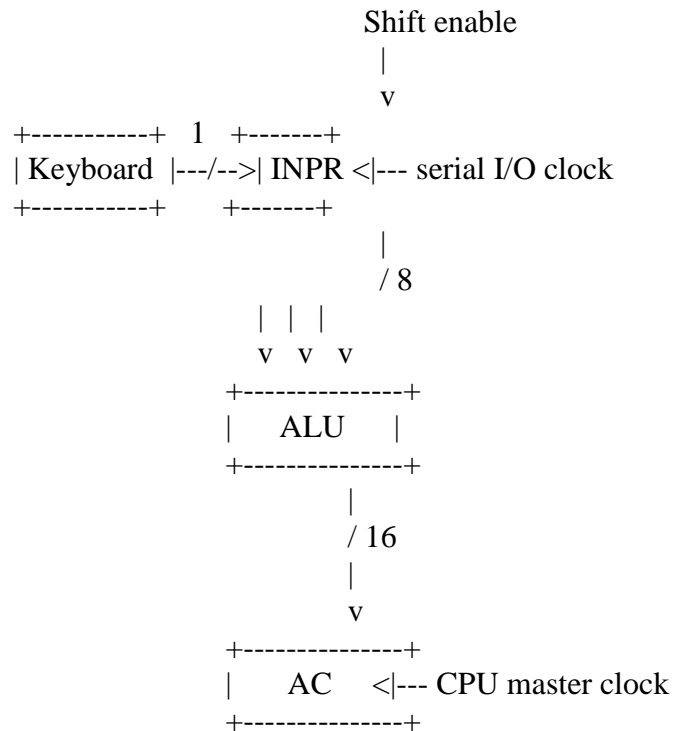 Shift enable
|
v
+-----------+ 1 +-------+
| Keyboard |---/-->| INPR <|--- serial I/O clock
+-----------+ +-------+
|
/ 8
| | |
v v v
+----------------+
| ALU |
+----------------+
|
/ 16
|
v
+----------------+
| AC <|--- CPU master clock
+----------------+